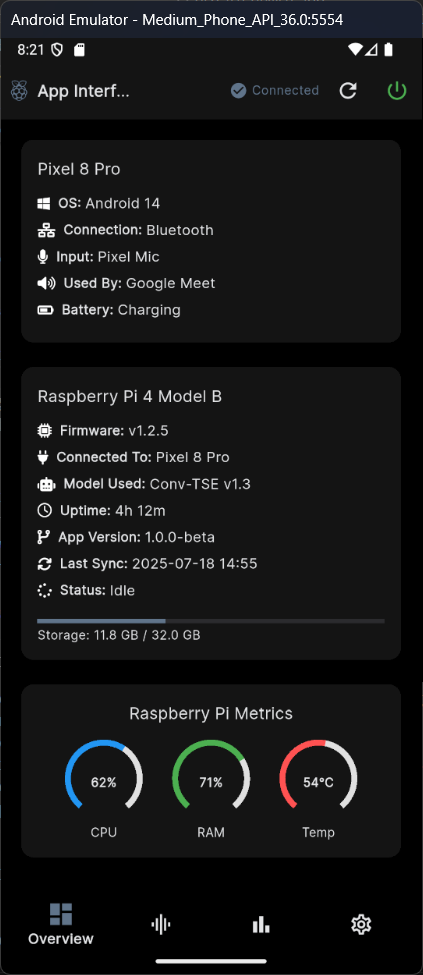 Android Emulator - Medium_Phone_API_36.0:5554
8:21
App Interf...
Connected
Pixel 8 Pro
OS: Android 14
Connection: Bluetooth
Input: Pixel Mic
Used By: Google Meet
Battery: Charging
Raspberry Pi 4 Model B
Firmware: v1.2.5
Connected To: Pixel 8 Pro
Model Used: Conv-TSE v1.3
Uptime: 4h 12m
App Version: 1.0.0-beta
Last Sync: 2025-07-18 14:55
Status: Idle
Storage: 11.8 GB / 32.0 GB
Raspberry Pi Metrics
62% 71% 54°C
CPU RAM Temp
Overview